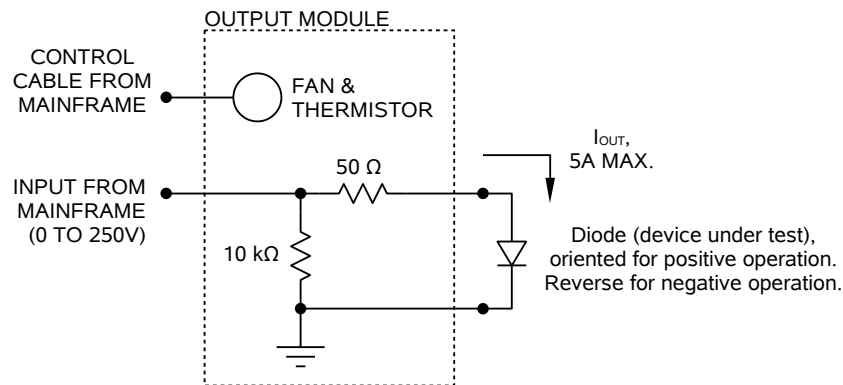 OUTPUT MODULE
CONTROL
CABLE FROM
MAINFRAME
FAN &
THERMISTOR
INPUT FROM
MAINFRAME
(0 TO 250V)
50 Ω
10 kΩ
IOUT,
5A MAX.
Diode (device under test),
oriented for positive operation.
Reverse for negative operation.